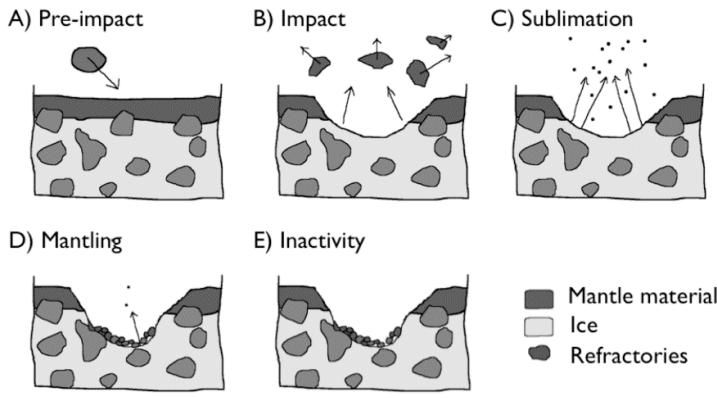 A) Pre-impact
B) Impact
C) Sublimation
D) Mantling
E) Inactivity
Mantle material
Ice
Refractories